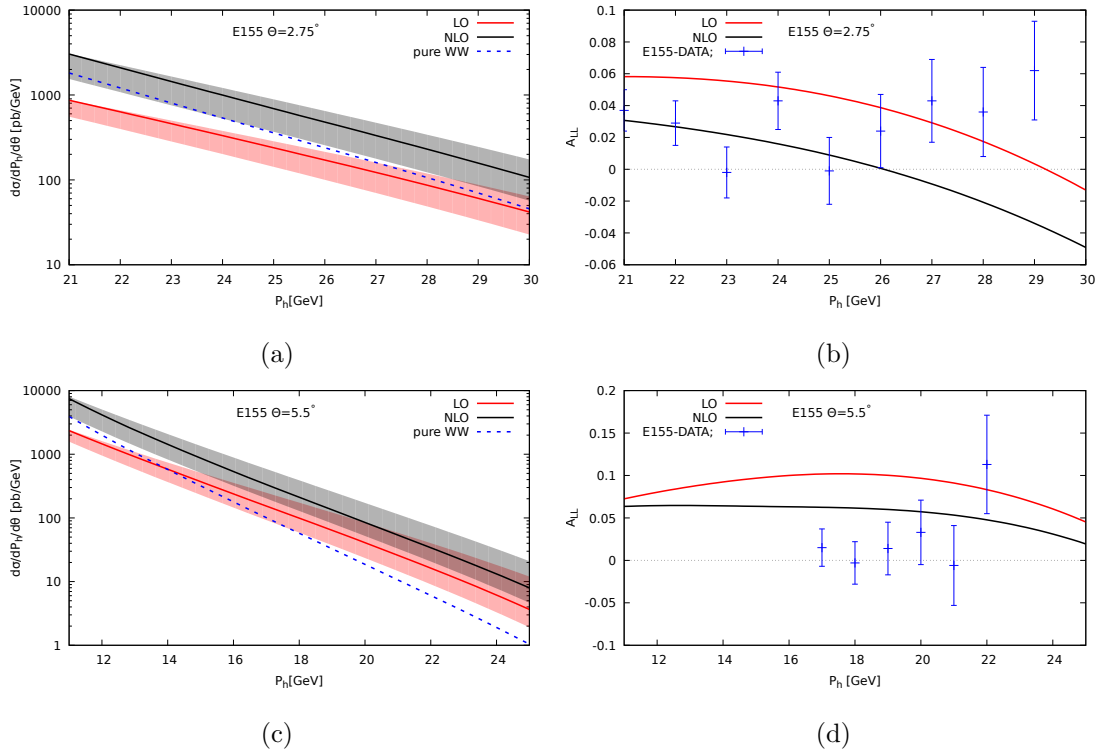 10000
1000
100
10
dσ/dPₕ/dθ [pb/GeV]
E155 Θ=2.75°
LO
NLO
pure WW
21 22 23 24 25 26 27 28 29 30
Pₕ[GeV]
(a)
0.1
0.08
0.06
0.04
0.02
0
-0.02
-0.04
-0.06
A_LL
LO
NLO
E155-DATA;
E155 Θ=2.75°
21 22 23 24 25 26 27 28 29 30
Pₕ [GeV]
(b)
10000
1000
100
10
1
dσ/dPₕ/dθ [pb/GeV]
E155 Θ=5.5°
LO
NLO
pure WW
12 14 16 18 20 22 24
Pₕ[GeV]
(c)
0.2
0.15
0.1
0.05
0
-0.05
-0.1
A_LL
LO
NLO
E155-DATA;
E155 Θ=5.5°
12 14 16 18 20 22 24
Pₕ [GeV]
(d)